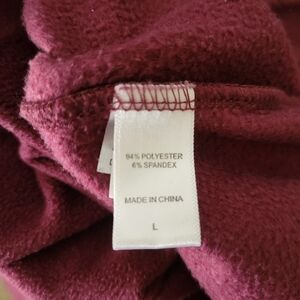 94% POLYESTER
6% SPANDEX
MADE IN CHINA
L